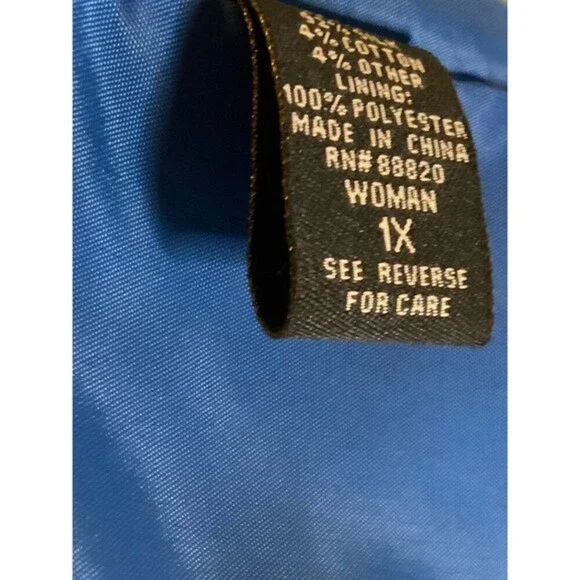 4% COTTON
4% OTHER
LINING:
100% POLYESTER
MADE IN CHINA
RN# 88820
WOMAN
1X
SEE REVERSE
FOR CARE